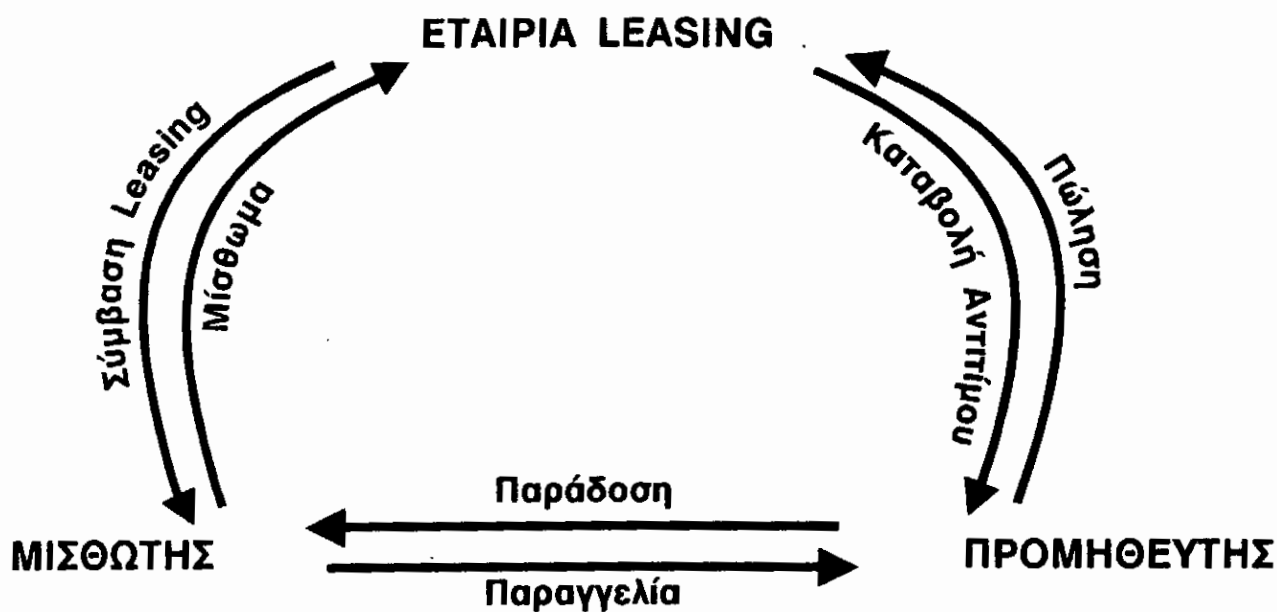 ΕΤΑΙΡΙΑ LEASING
Σύμβαση Leasing
Μίσθωμα
Καταβολή Αντιτίμου
Πώληση
Παράδοση
ΜΙΣΘΩΤΗΣ
ΠΡΟΜΗΘΕΥΤΗΣ
Παραγγελία